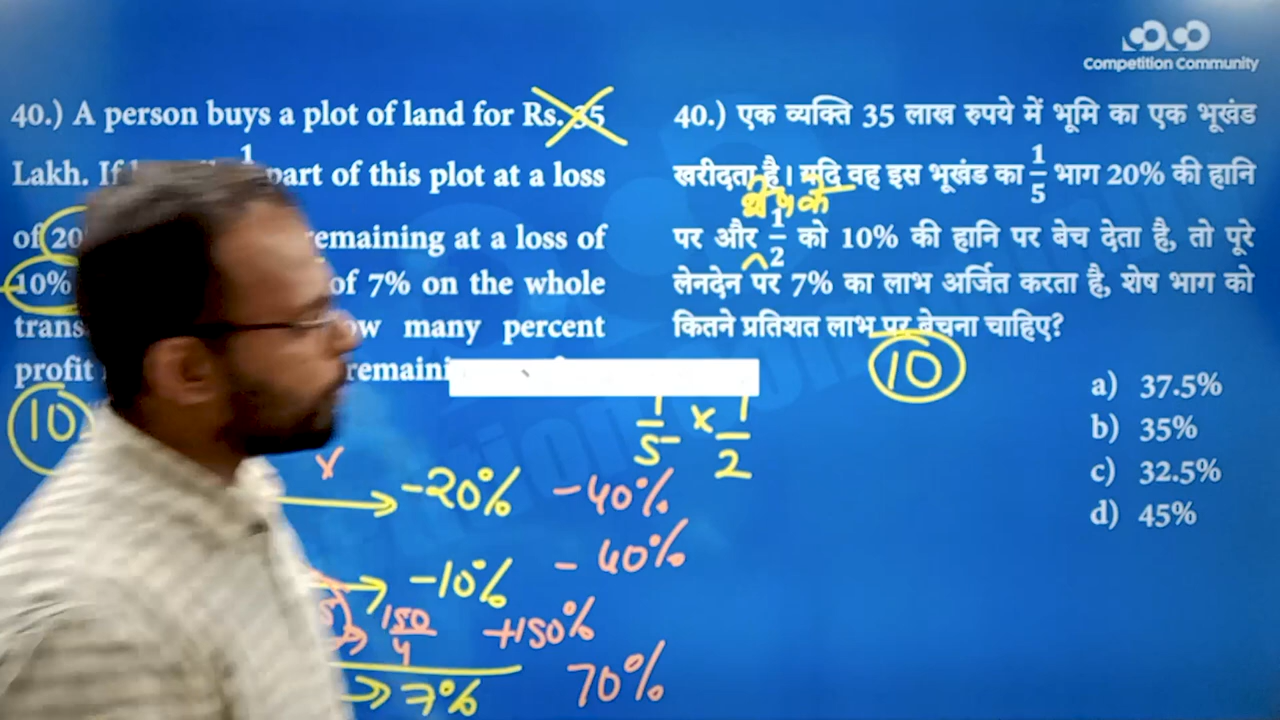 Competition Community
40.) A person buys a plot of land for Rs. 35
Lakh. If part of this plot at a loss
of 20 remaining at a loss of
10% of 7% on the whole
many percent
profit
40.) एक व्यक्ति 35 लाख रुपये में भूमि का एक भूखंड
खरीदता है। यदि वह इस भूखंड का 1/5 भाग 20% की हानि
शेष के
पर और 1/2 को 10% की हानि पर बेच देता है, तो पूरे
लेनदेन पर 7% का लाभ अर्जित करता है, शेष भाग को
कितने प्रतिशत लाभ पर बेचना चाहिए?
10
a) 37.5%
b) 35%
c) 32.5%
d) 45%
10
1/5 × 1/2
-20% -40%
-10% -40%
150/4 +150%
7% 70%